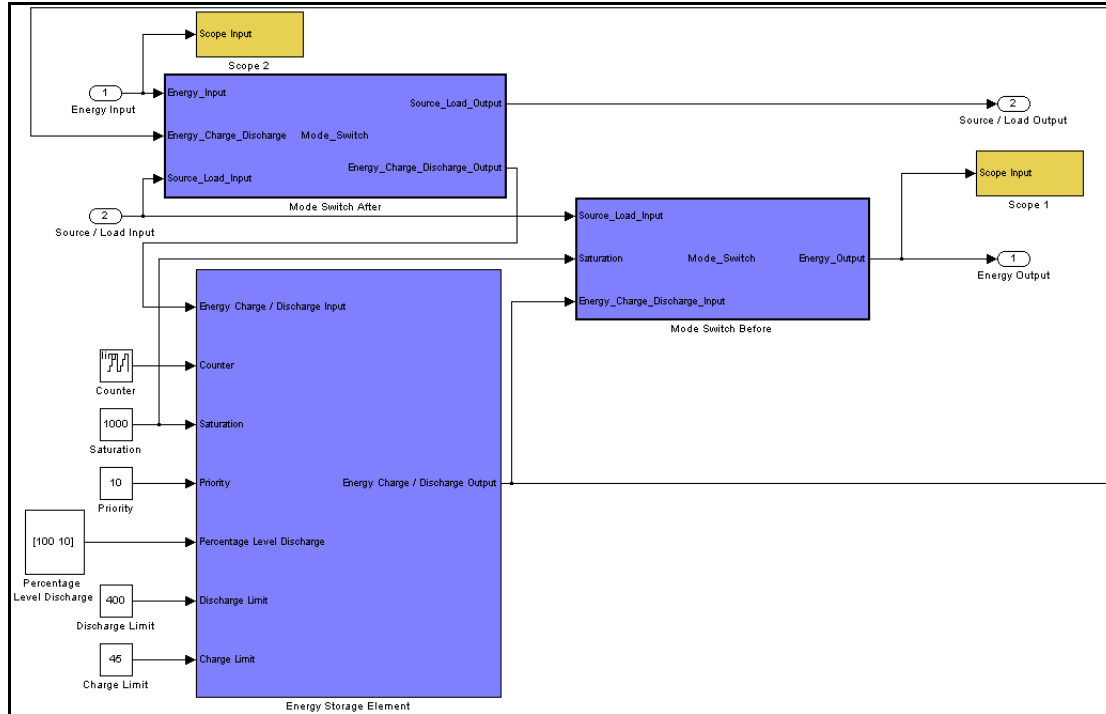 Scope Input
Scope 2
1
Energy Input
Energy_Input
Source_Load_Output
2
Source / Load Output
Energy_Charge_Discharge
Mode_Switch
Energy_Charge_Discharge_Output
Source_Load_Input
Mode Switch After
Scope Input
Scope 1
2
Source / Load Input
Source_Load_Input
Saturation
Mode_Switch
Energy_Output
1
Energy Output
Energy_Charge_Discharge_Input
Mode Switch Before
Energy Charge / Discharge Input
Counter
Counter
1000
Saturation
Saturation
10
Priority
Priority
Energy Charge / Discharge Output
[100 10]
Percentage Level Discharge
Percentage
Level Discharge
400
Discharge Limit
Discharge Limit
45
Charge Limit
Charge Limit
Energy Storage Element